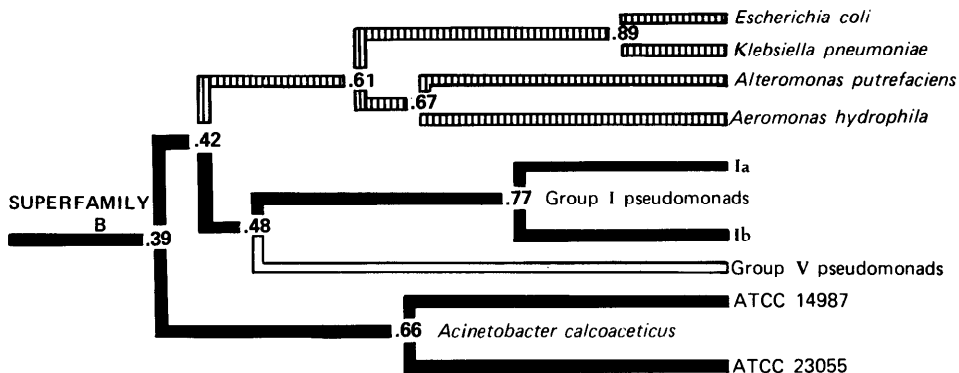 Escherichia coli
.89
Klebsiella pneumoniae
.61
Alteromonas putrefaciens
.67
Aeromonas hydrophila
.42
Ia
.77 Group I pseudomonads
SUPERFAMILY
B
.48
Ib
.39
Group V pseudomonads
ATCC 14987
.66 Acinetobacter calcoaceticus
ATCC 23055